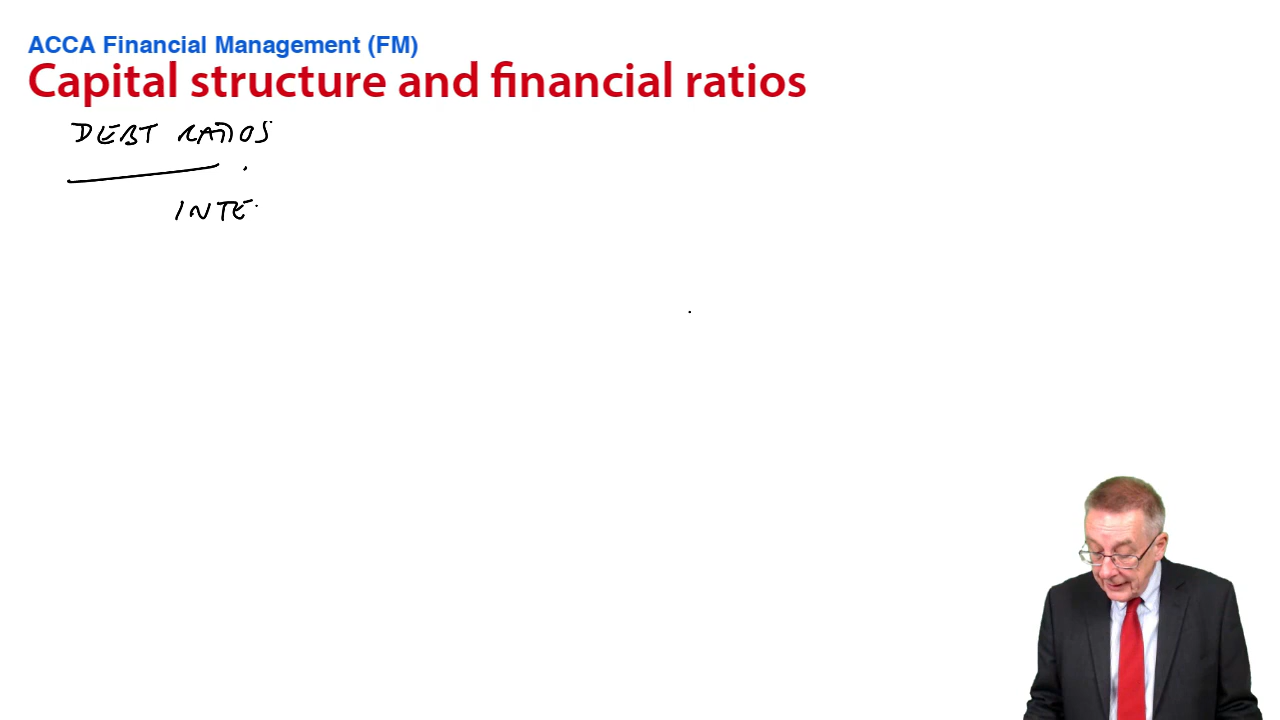 ACCA Financial Management (FM)
Capital structure and financial ratios
DEBT RATIOS
INTE